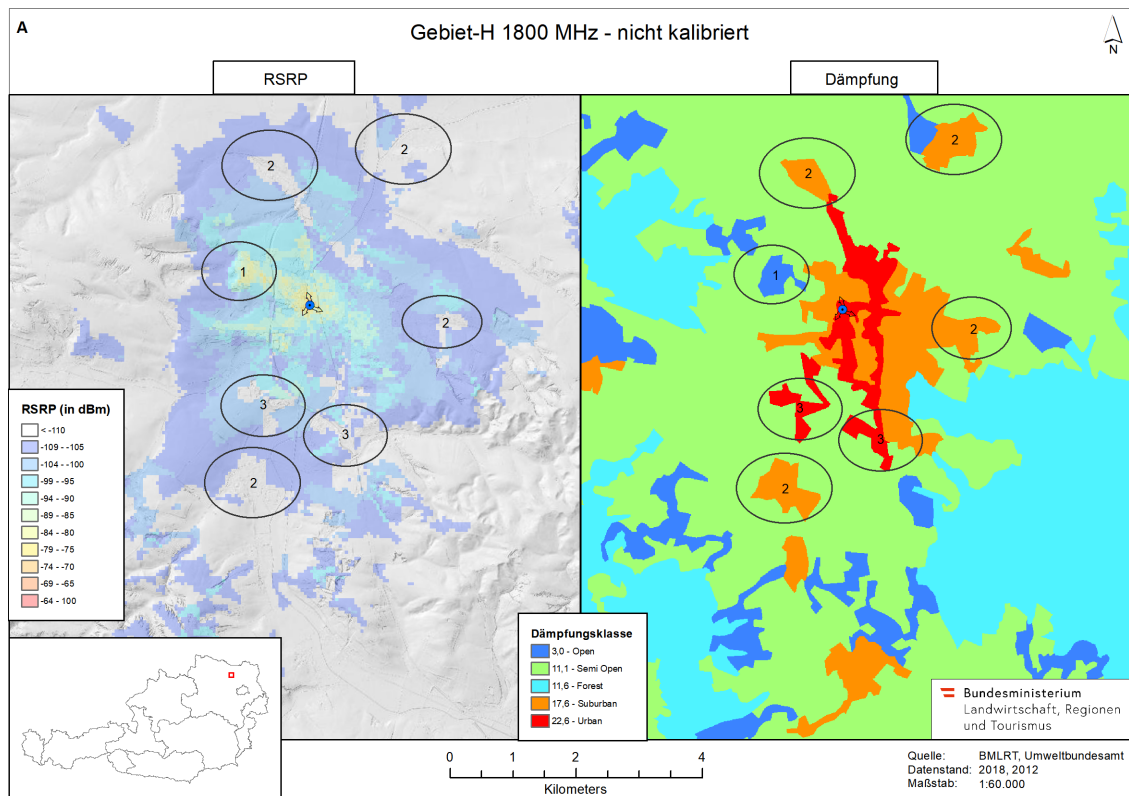 A
Gebiet-H 1800 MHz - nicht kalibriert
N
RSRP
Dämpfung
2
2
1
2
3
3
2
2
2
1
2
3
3
2
RSRP (in dBm)
< -110
-109 - -105
-104 - -100
-99 - -95
-94 - -90
-89 - -85
-84 - -80
-79 - -75
-74 - -70
-69 - -65
-64 - 100
Dämpfungsklasse
3,0 - Open
11,1 - Semi Open
11,6 - Forest
17,6 - Suburban
22,6 - Urban
Bundesministerium
Landwirtschaft, Regionen
und Tourismus
0 1 2 4
Kilometers
Quelle: BMLRT, Umweltbundesamt
Datenstand: 2018, 2012
Maßstab: 1:60.000